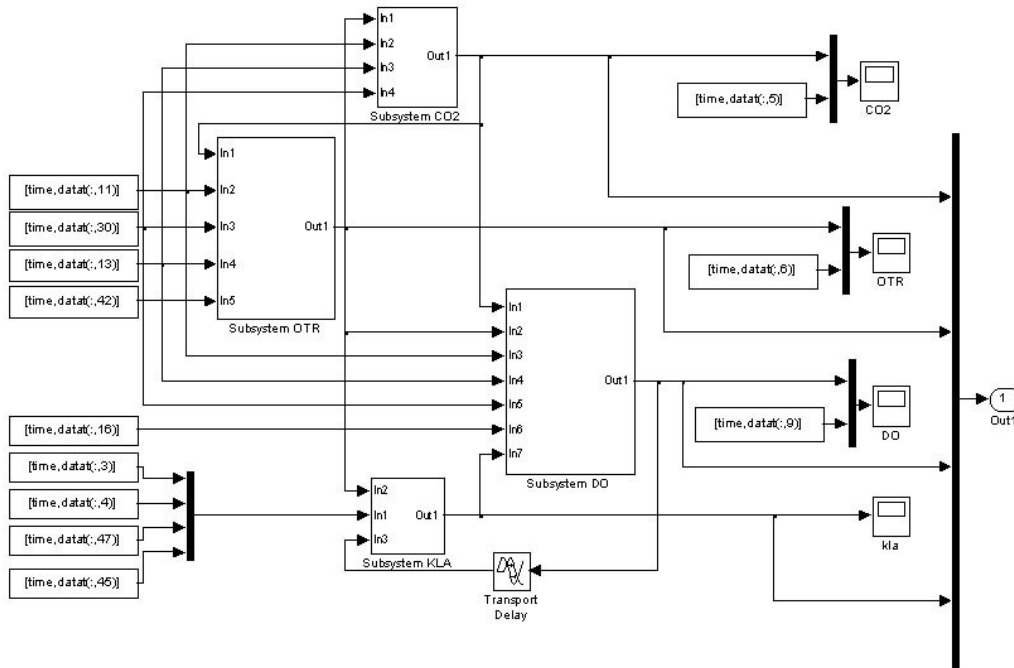 In1
In2
In3
In4
Out1
Subsystem CO2
[time,datat(:,5)]
CO2
In1
In2
In3
In4
In5
Out1
Subsystem OTR
[time,datat(:,11)]
[time,datat(:,30)]
[time,datat(:,13)]
[time,datat(:,42)]
[time,datat(:,6)]
OTR
In1
In2
In3
In4
In5
In6
In7
Out1
Subsystem DO
[time,datat(:,9)]
DO
1
Out1
[time,datat(:,16)]
[time,datat(:,3)]
[time,datat(:,4)]
[time,datat(:,47)]
[time,datat(:,45)]
In2
In1
In3
Out1
Subsystem KLA
kla
Transport
Delay